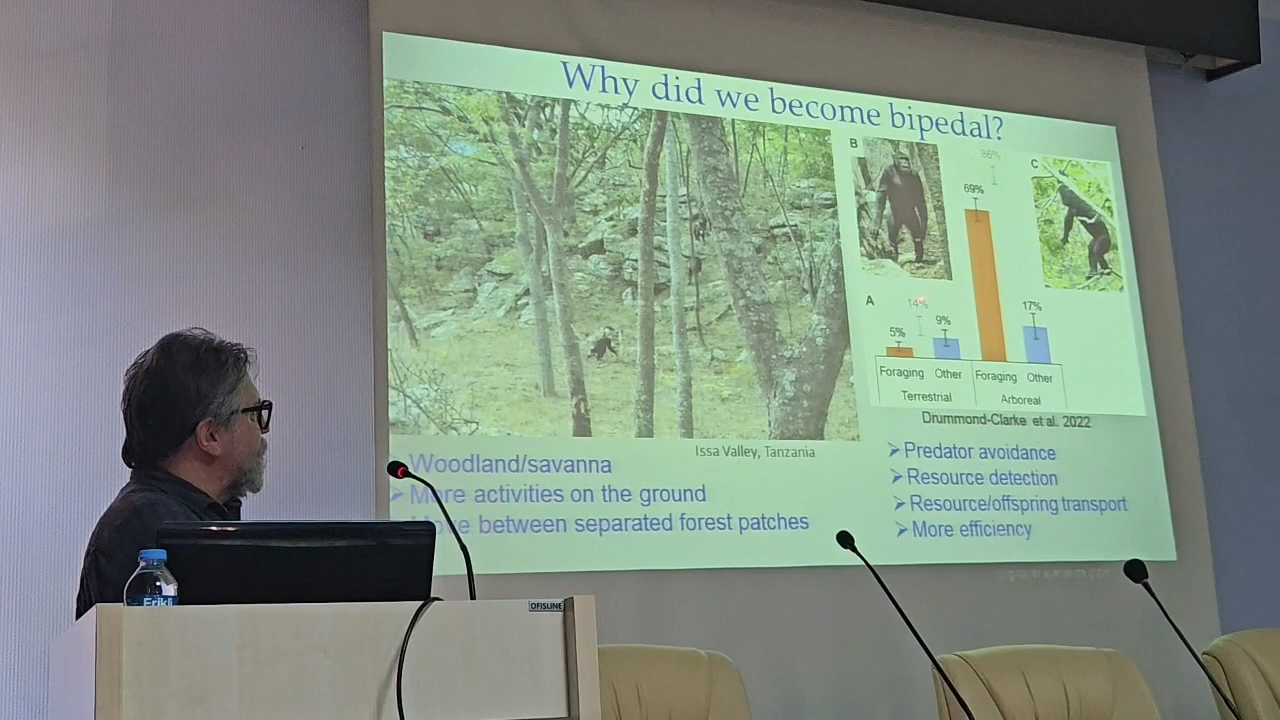 Why did we become bipedal?
B
86%
C
69%
A
14%
17%
5%
9%
Foraging Other Foraging Other
Terrestrial Arboreal
Drummond-Clarke et al. 2022
Issa Valley, Tanzania
Woodland/savanna
More activities on the ground
between separated forest patches
➢Predator avoidance
➢Resource detection
➢Resource/offspring transport
➢More efficiency
OFISLINE
Erikli